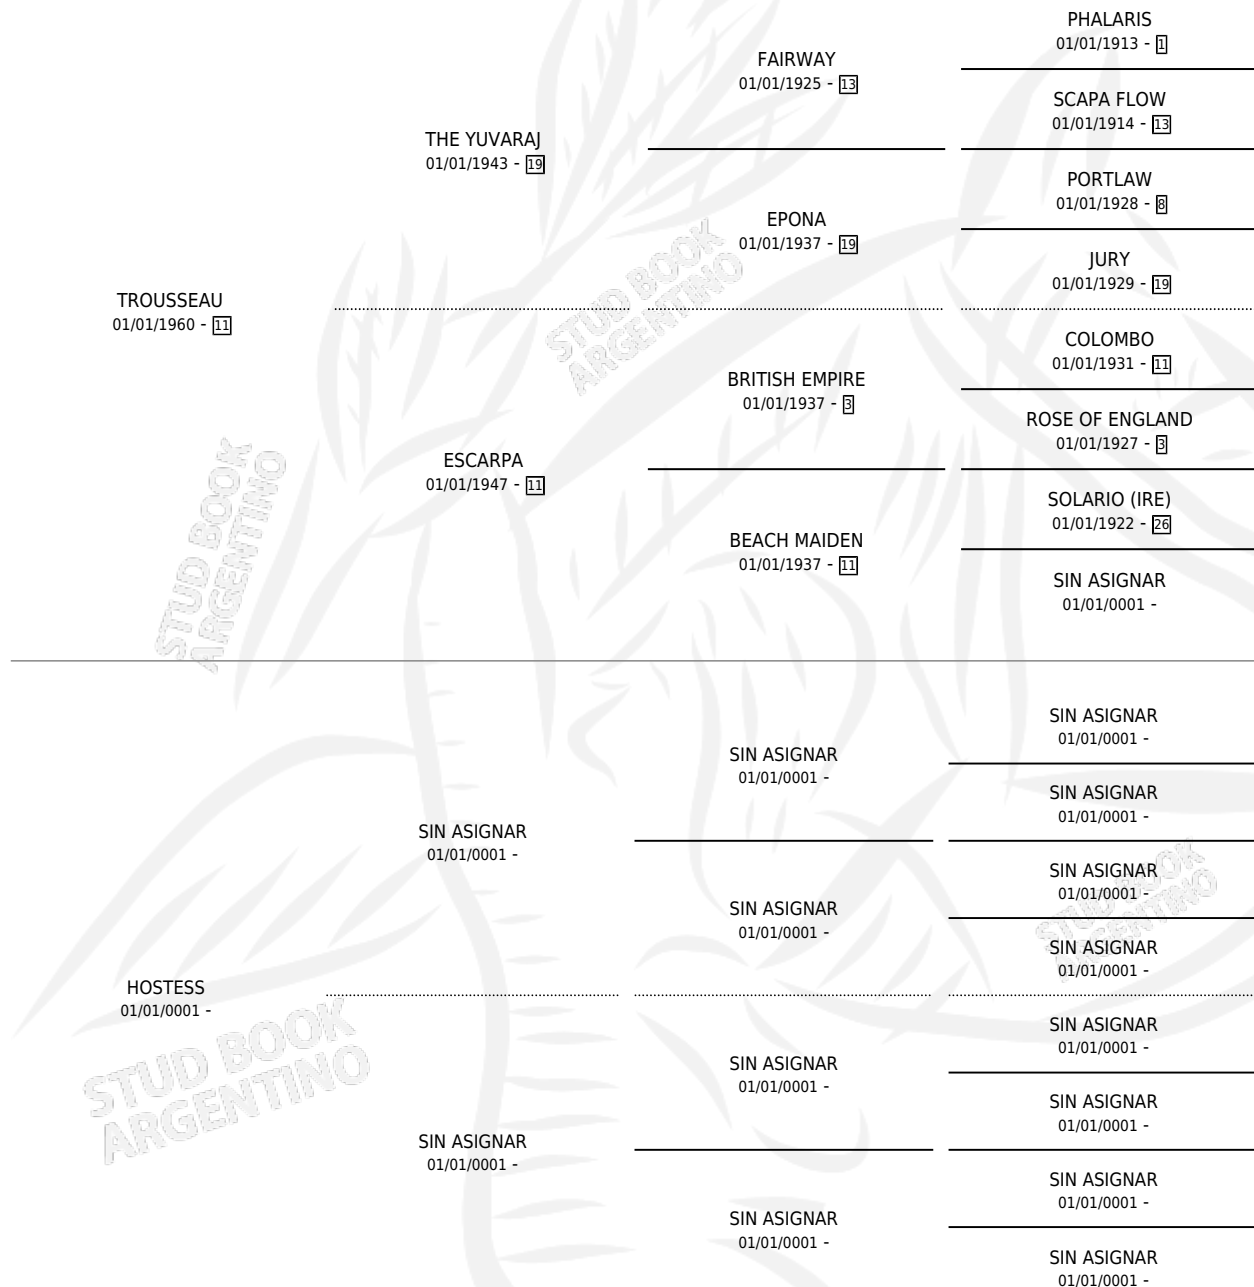 PHALARIS
01/01/1913 - 1
FAIRWAY
01/01/1925 - 13
SCAPA FLOW
01/01/1914 - 13
THE YUVARAJ
01/01/1943 - 19
PORTLAW
01/01/1928 - 8
EPONA
01/01/1937 - 19
JURY
01/01/1929 - 19
TROUSSEAU
01/01/1960 - 11
COLOMBO
01/01/1931 - 11
BRITISH EMPIRE
01/01/1937 - 3
ROSE OF ENGLAND
01/01/1927 - 3
ESCARPA
01/01/1947 - 11
SOLARIO (IRE)
01/01/1922 - 26
BEACH MAIDEN
01/01/1937 - 11
SIN ASIGNAR
01/01/0001 -
STUD BOOK
ARGENTINO
STUD BOOK
ARGENTINO
SIN ASIGNAR
01/01/0001 -
SIN ASIGNAR
01/01/0001 -
SIN ASIGNAR
01/01/0001 -
SIN ASIGNAR
01/01/0001 -
SIN ASIGNAR
01/01/0001 -
SIN ASIGNAR
01/01/0001 -
SIN ASIGNAR
01/01/0001 -
HOSTESS
01/01/0001 -
SIN ASIGNAR
01/01/0001 -
SIN ASIGNAR
01/01/0001 -
SIN ASIGNAR
01/01/0001 -
SIN ASIGNAR
01/01/0001 -
SIN ASIGNAR
01/01/0001 -
SIN ASIGNAR
01/01/0001 -
SIN ASIGNAR
01/01/0001 -
STUD BOOK
ARGENTINO
STUD BOOK
ARGENTINO